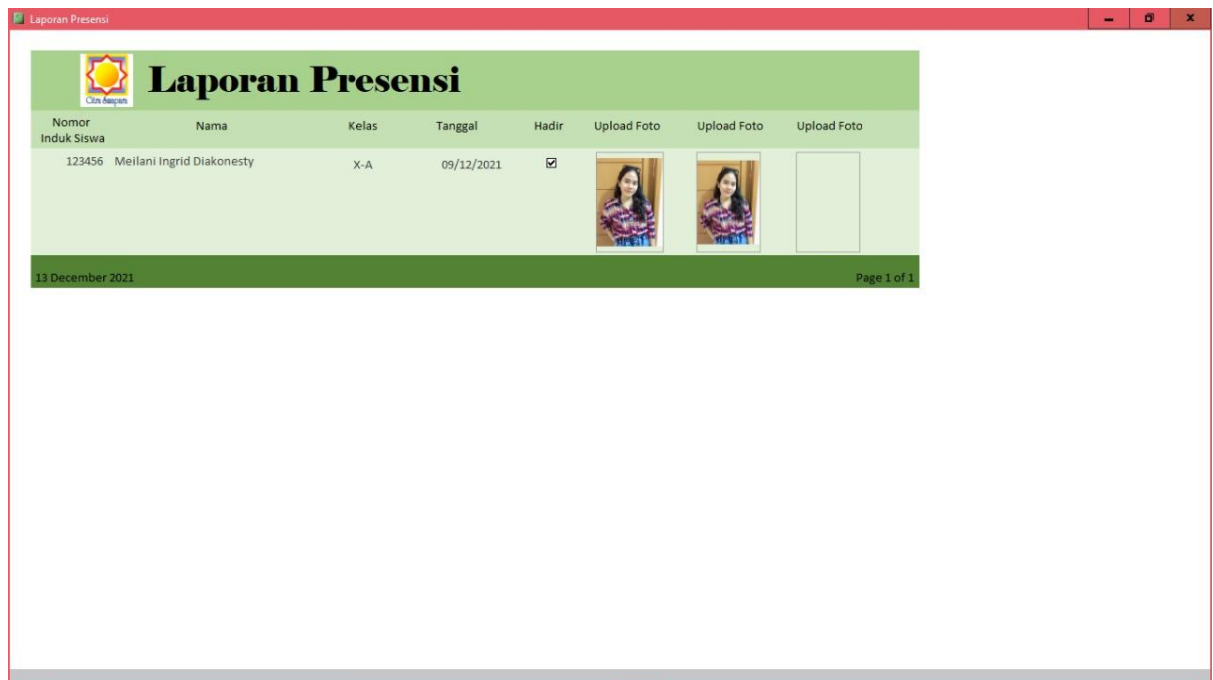 Laporan Presensi
Laporan Presensi
Nomor Induk Siswa Nama Kelas Tanggal Hadir Upload Foto Upload Foto Upload Foto
123456 Meilani Ingrid Diakonesty X-A 09/12/2021
13 December 2021 Page 1 of 1